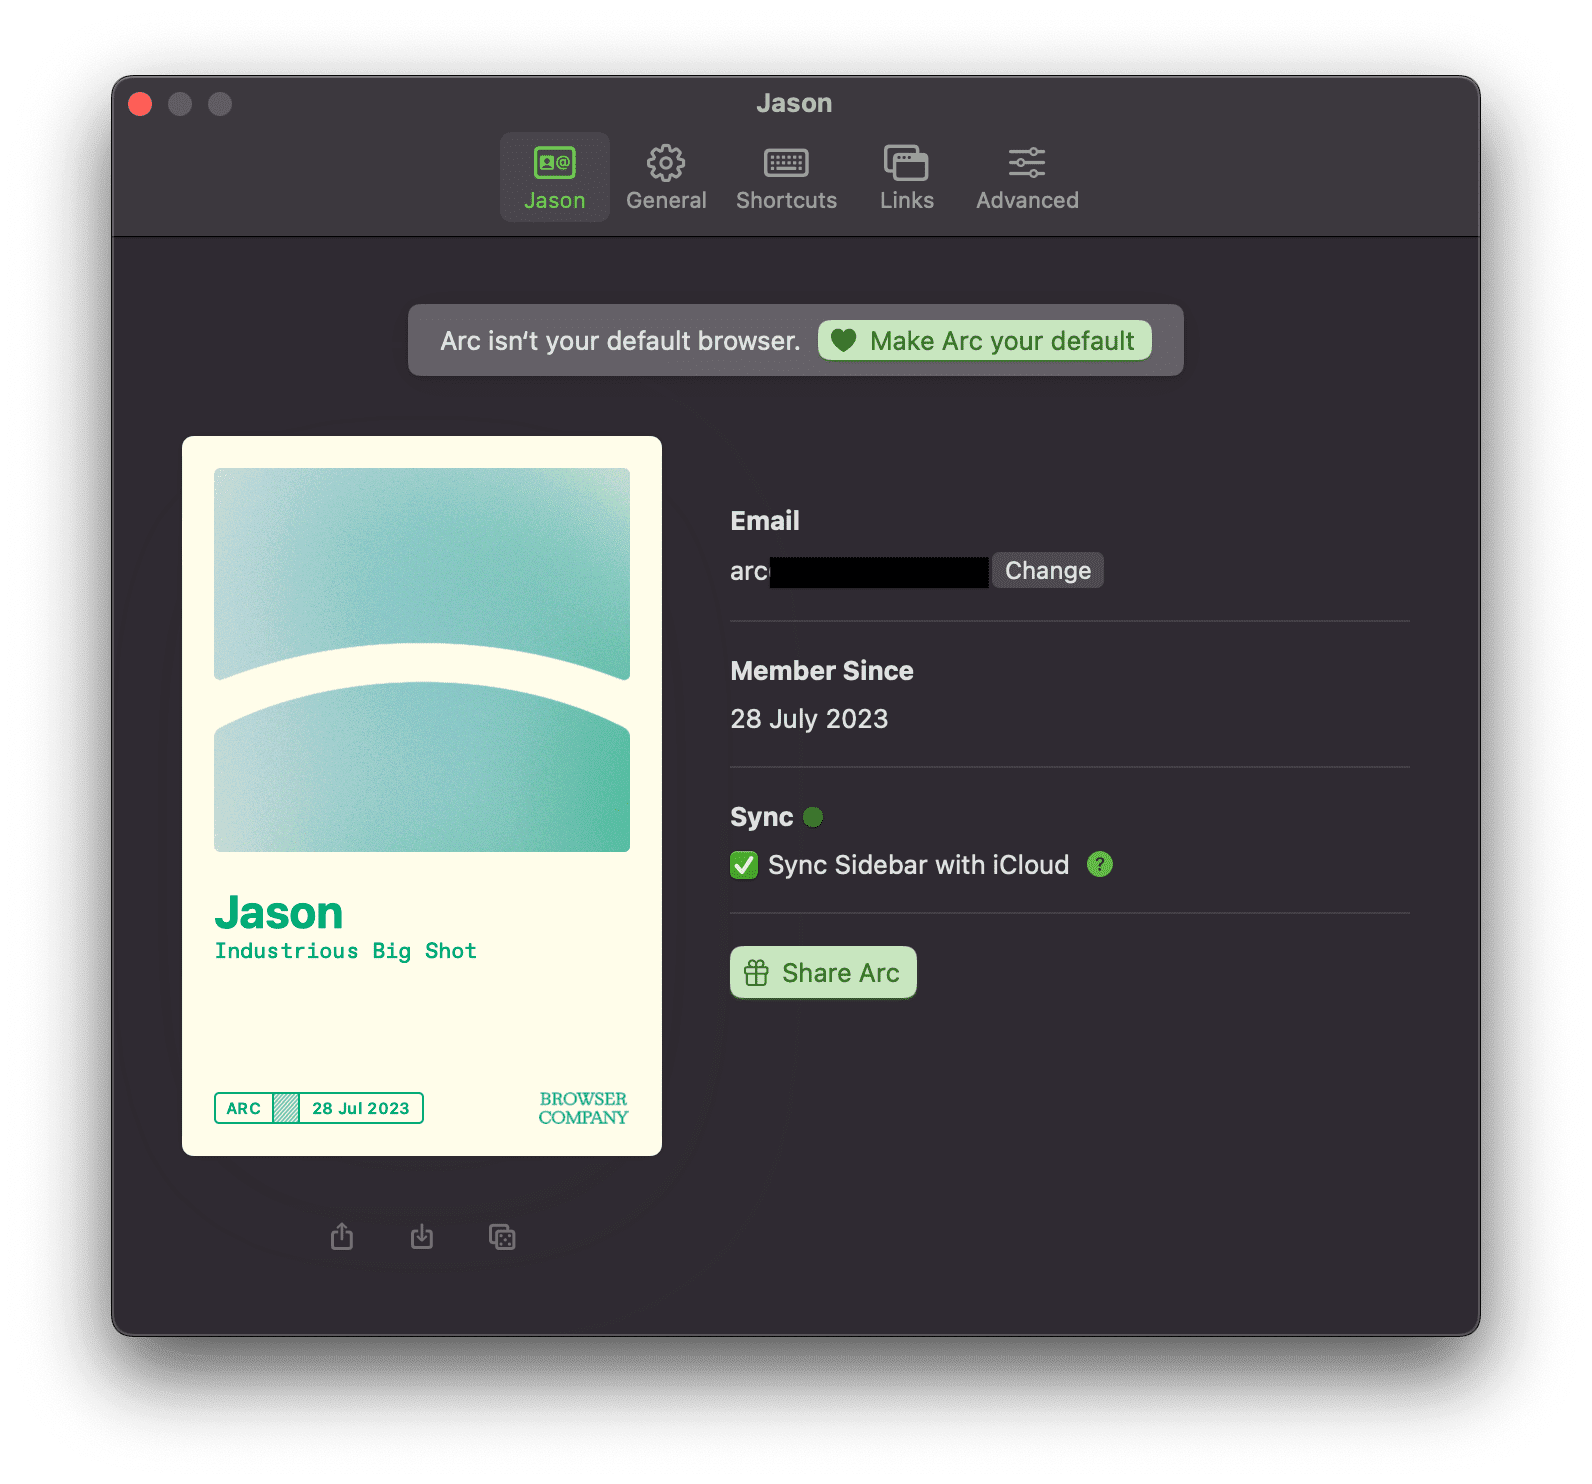 Jason
Jason
General
Shortcuts
Links
Advanced
Arc isn‘t your default browser.
Make Arc your default
Email
arc
Change
Member Since
28 July 2023
Sync
Sync Sidebar with iCloud
?
Share Arc
Jason
Industrious Big Shot
ARC
28 Jul 2023
BROWSER
COMPANY